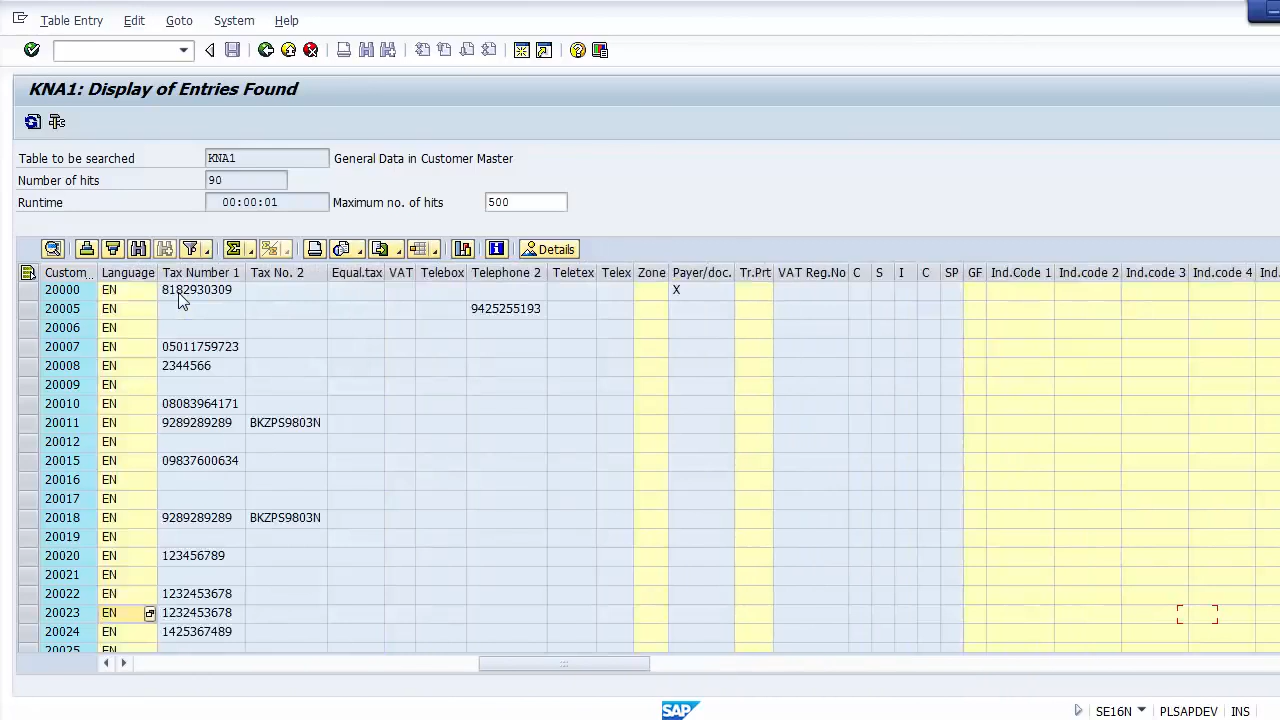 Table Entry Edit Goto System Help
KNA1: Display of Entries Found
Table to be searched KNA1 General Data in Customer Master
Number of hits 90
Runtime 00:00:01 Maximum no. of hits 500
Details
Custom.. Language Tax Number 1 Tax No. 2 Equal.tax VAT Telebox Telephone 2 Teletex Telex Zone Payer/doc. Tr.Prt VAT Reg.No C S I C SP GF Ind.Code 1 Ind.code 2 Ind.code 3 Ind.code 4 Ind.
20000 EN 8182930309 X
20005 EN 9425255193
20006 EN
20007 EN 05011759723
20008 EN 2344566
20009 EN
20010 EN 08083964171
20011 EN 9289289289 BKZPS9803N
20012 EN
20015 EN 09837600634
20016 EN
20017 EN
20018 EN 9289289289 BKZPS9803N
20019 EN
20020 EN 123456789
20021 EN
20022 EN 1232453678
20023 EN 1232453678
20024 EN 1425367489
20025 EN
SAP SE16N PLSAPDEV INS